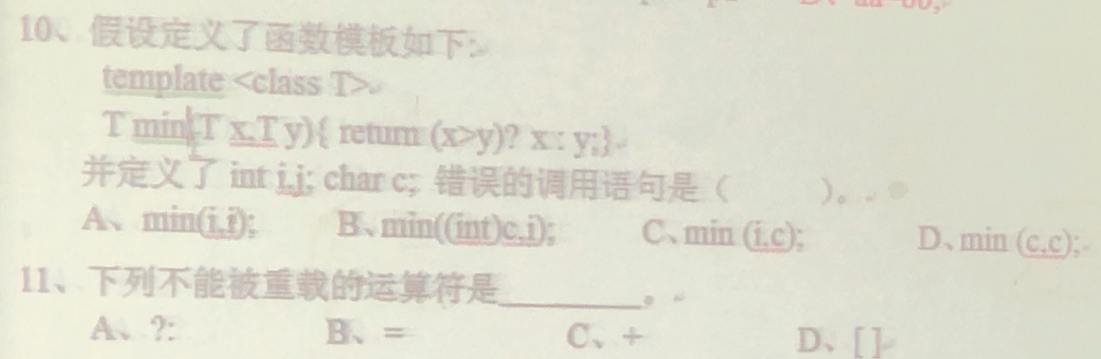 10、假设定义了函数模板如下:
template <class T>
T min(T x,T y){ return (x>y)? x : y;}
并定义了 int i,j; char c; 错误的调用语句是（ ）。
A、min(i,i); B、min((int)c,i); C、min (i,c); D、min (c,c);
11、下列不能被重载的运算符是________。
A、?: B、= C、+ D、[ ]